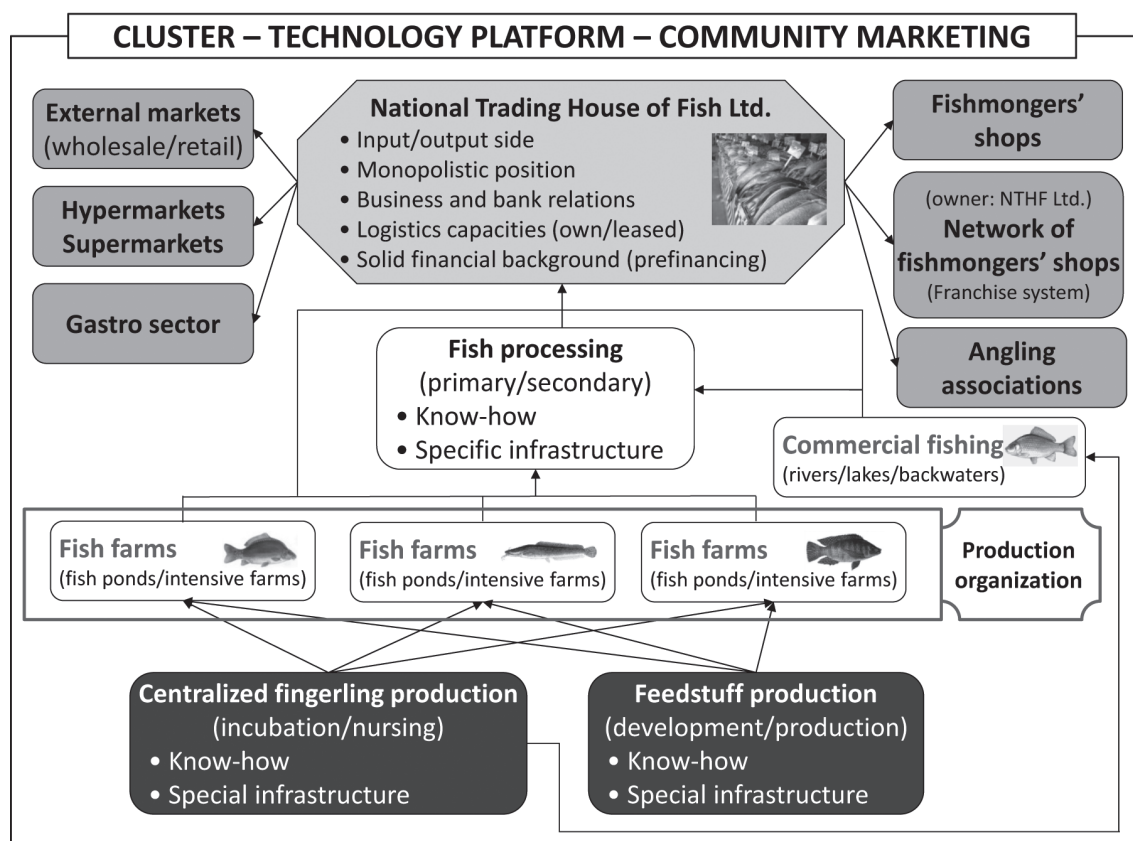 CLUSTER – TECHNOLOGY PLATFORM – COMMUNITY MARKETING
External markets
(wholesale/retail)
Hypermarkets
Supermarkets
Gastro sector
National Trading House of Fish Ltd.
• Input/output side
• Monopolistic position
• Business and bank relations
• Logistics capacities (own/leased)
• Solid financial background (prefinancing)
Fishmongers’
shops
(owner: NTHF Ltd.)
Network of
fishmongers’ shops
(Franchise system)
Angling
associations
Fish processing
(primary/secondary)
• Know-how
• Specific infrastructure
Commercial fishing
(rivers/lakes/backwaters)
Fish farms
(fish ponds/intensive farms)
Fish farms
(fish ponds/intensive farms)
Fish farms
(fish ponds/intensive farms)
Production
organization
Centralized fingerling production
(incubation/nursing)
• Know-how
• Special infrastructure
Feedstuff production
(development/production)
• Know-how
• Special infrastructure